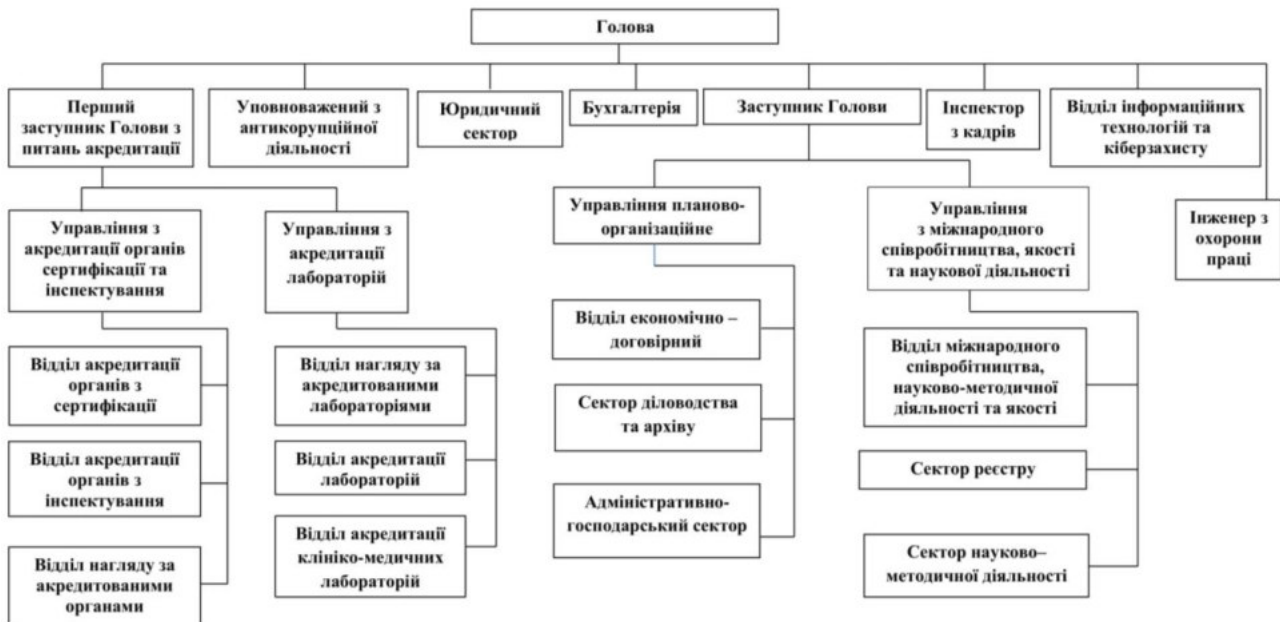 Голова
Перший
заступник Голови з
питань акредитації
Уповноважений з
антикорупційної
діяльності
Юридичний
сектор
Бухгалтерія
Заступник Голови
Інспектор
з кадрів
Відділ інформаційних
технологій та
кіберзахисту
Управління з
акредитації органів
сертифікації та
інспектування
Управління з
акредитації
лабораторій
Управління планово-
організаційне
Управління
з міжнародного
співробітництва, якості
та наукової діяльності
Інженер з
охорони
праці
Відділ акредитації
органів з
сертифікації
Відділ нагляду за
акредитованими
лабораторіями
Відділ економічно –
договірний
Відділ міжнародного
співробітництва,
науково-методичної
діяльності та якості
Відділ акредитації
органів з
інспектування
Відділ акредитації
лабораторій
Сектор діловодства
та архіву
Сектор реєстру
Відділ нагляду за
акредитованими
органами
Відділ акредитації
клініко-медичних
лабораторій
Адміністративно-
господарський сектор
Сектор науково–
методичної діяльності